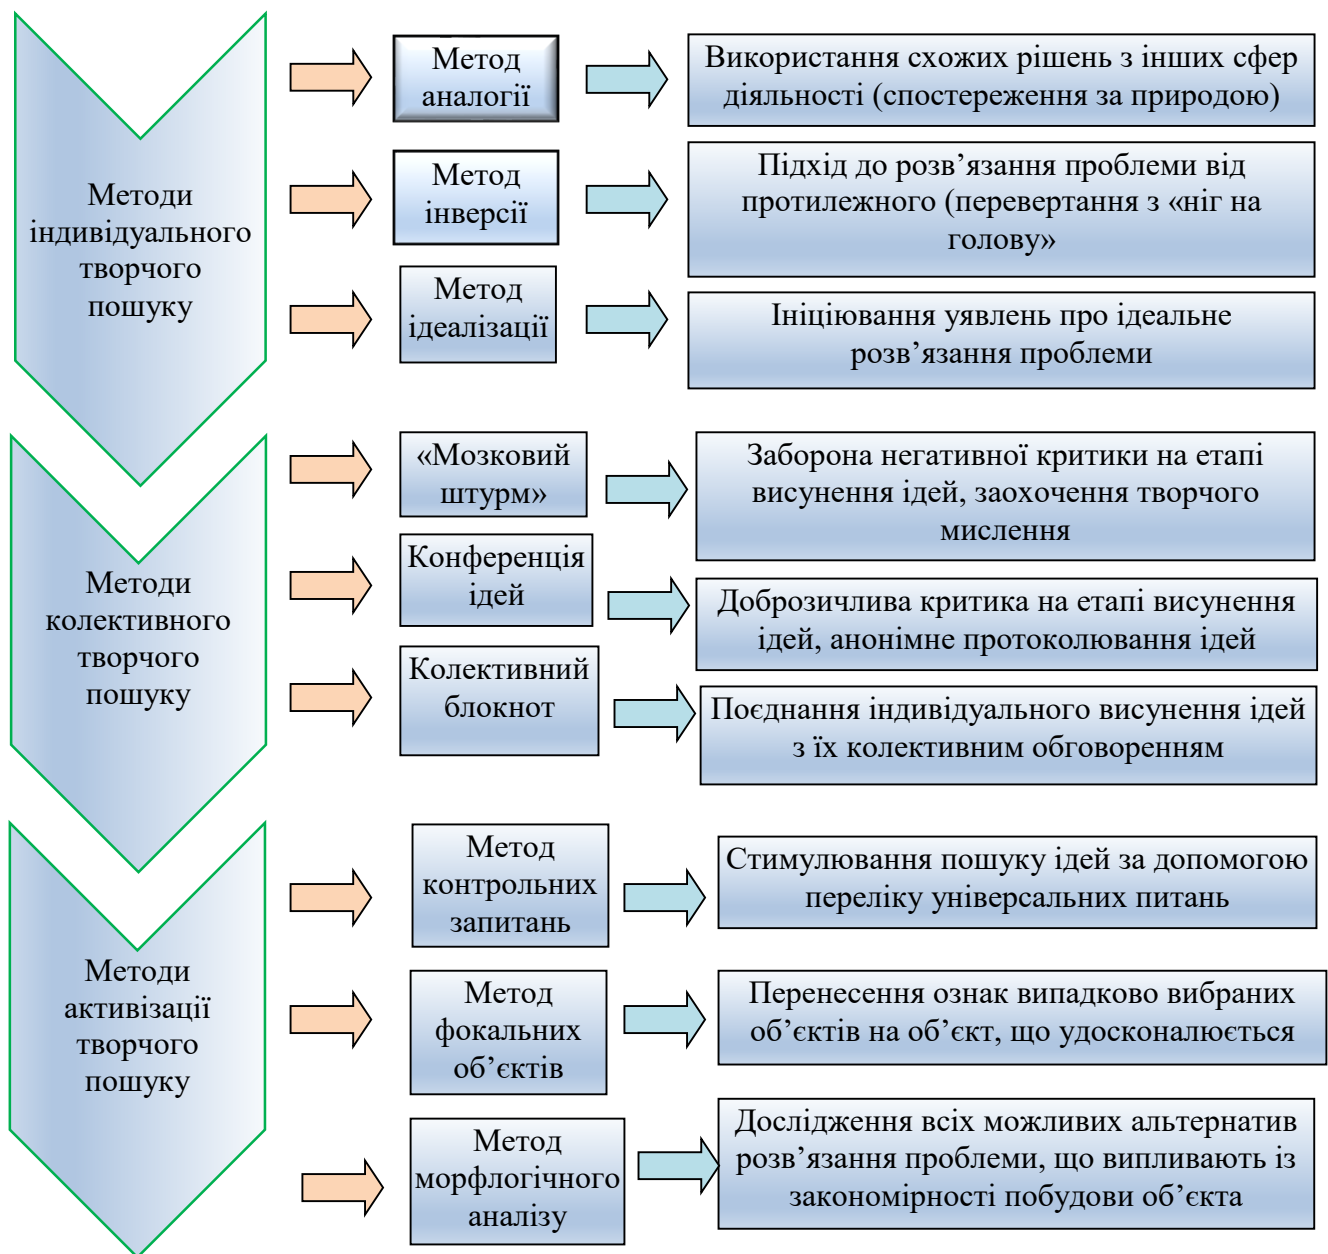 Методи
індивідуального
творчого
пошуку
Метод
аналогії
Використання схожих рішень з інших сфер
діяльності (спостереження за природою)
Метод
інверсії
Підхід до розв’язання проблеми від
протилежного (перевертання з «ніг на
голову»
Метод
ідеалізації
Ініціювання уявлень про ідеальне
розв’язання проблеми
Методи
колективного
творчого
пошуку
«Мозковий
штурм»
Заборона негативної критики на етапі
висунення ідей, заохочення творчого
мислення
Конференція
ідей
Доброзичлива критика на етапі висунення
ідей, анонімне протоколювання ідей
Колективний
блокнот
Поєднання індивідуального висунення ідей
з їх колективним обговоренням
Методи
активізації
творчого
пошуку
Метод
контрольних
запитань
Стимулювання пошуку ідей за допомогою
переліку універсальних питань
Метод
фокальних
об’єктів
Перенесення ознак випадково вибраних
об’єктів на об’єкт, що удосконалюється
Метод
морфлогічного
аналізу
Дослідження всіх можливих альтернатив
розв’язання проблеми, що випливають із
закономірності побудови об’єкта